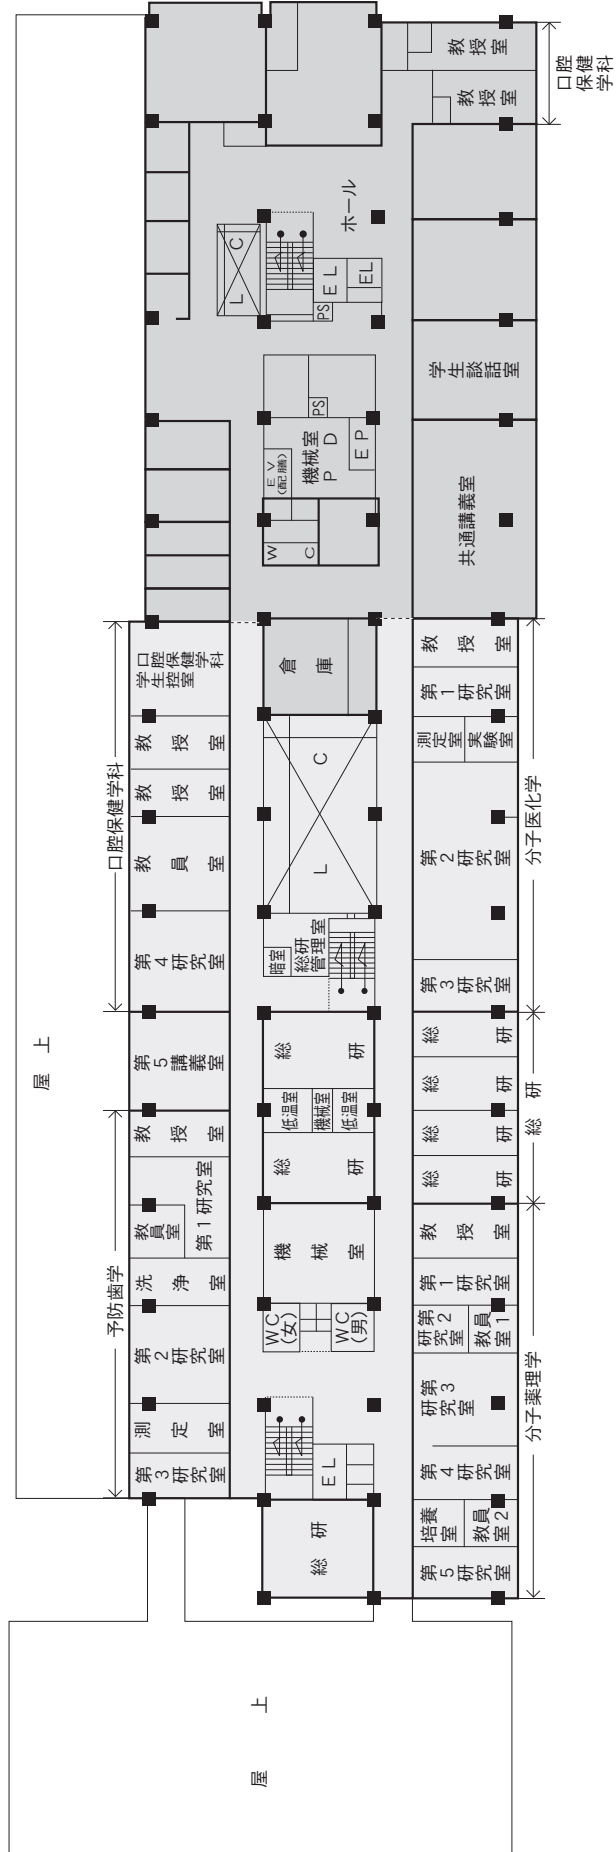 教授室
教授室
口腔保健学科
ホール
LC
EL
EL
PS
学生談話室
PS
機械室
PD
EP
EV
(配膳)
共通講義室
WC
口腔保健学科
学生控室
倉庫
教授室
教授室
第1研究室
測定室
実験室
教授室
口腔保健学科
教員室
LC
第2研究室
分子医化学
第4研究室
暗室
総研管理室
第3研究室
屋上
第5講義室
総研
総研
総研
低温室
機械室
低温室
総研
総研
教授室
総研
総研
第1研究室
教員室
機械室
教授室
予防歯学
洗浄室
第1研究室
WC(女)
WC(男)
第2研究室
教員室1
第2研究室
第3研究室
分子薬理学
測定室
第4研究室
第3研究室
EL
培養室
教員室2
総研
第5研究室
屋上